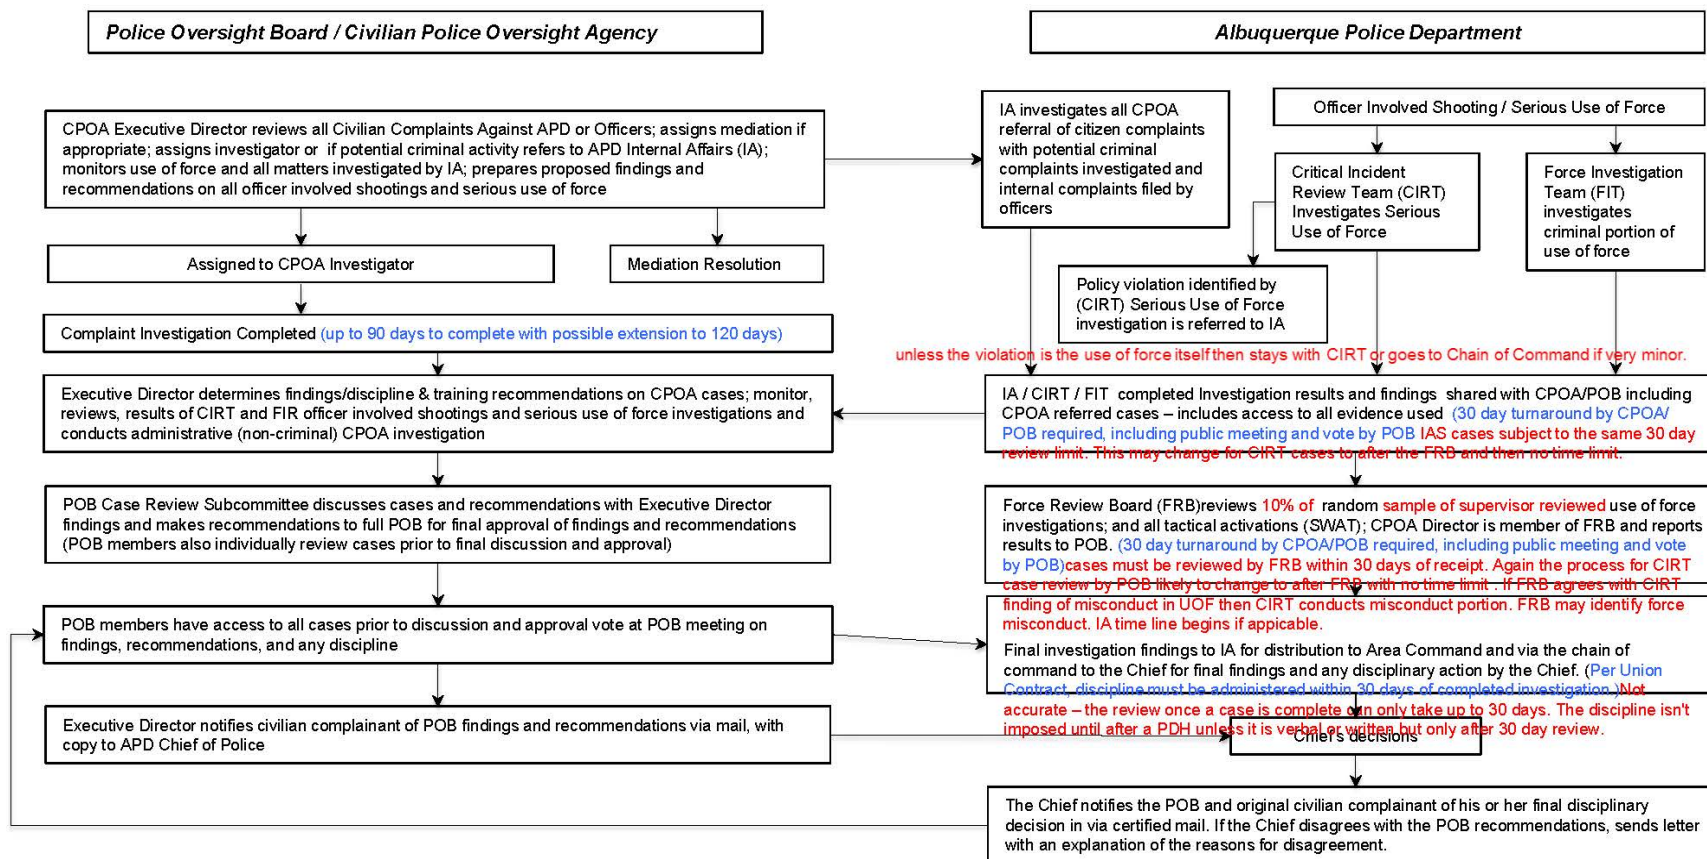 Police Oversight Board / Civilian Police Oversight Agency
Albuquerque Police Department
CPOA Executive Director reviews all Civilian Complaints Against APD or Officers; assigns mediation if
appropriate; assigns investigator or if potential criminal activity refers to APD Internal Affairs (IA);
monitors use of force and all matters investigated by IA; prepares proposed findings and
recommendations on all officer involved shootings and serious use of force
IA investigates all CPOA
referral of citizen complaints
with potential criminal
complaints investigated and
internal complaints filed by
officers
Officer Involved Shooting / Serious Use of Force
Critical Incident
Review Team (CIRT)
Investigates Serious
Use of Force
Force Investigation
Team (FIT)
investigates
criminal portion of
use of force
Assigned to CPOA Investigator
Mediation Resolution
Policy violation identified by
(CIRT) Serious Use of Force
investigation is referred to IA
Complaint Investigation Completed (up to 90 days to complete with possible extension to 120 days)
unless the violation is the use of force itself then stays with CIRT or goes to Chain of Command if very minor.
Executive Director determines findings/discipline & training recommendations on CPOA cases; monitor,
reviews, results of CIRT and FIR officer involved shootings and serious use of force investigations and
conducts administrative (non-criminal) CPOA investigation
IA / CIRT / FIT completed Investigation results and findings shared with CPOA/POB including
CPOA referred cases – includes access to all evidence used (30 day turnaround by CPOA/
POB required, including public meeting and vote by POB IAS cases subject to the same 30 day
review limit. This may change for CIRT cases to after the FRB and then no time limit.
POB Case Review Subcommittee discusses cases and recommendations with Executive Director
findings and makes recommendations to full POB for final approval of findings and recommendations
(POB members also individually review cases prior to final discussion and approval)
Force Review Board (FRB)reviews 10% of random sample of supervisor reviewed use of force
investigations; and all tactical activations (SWAT); CPOA Director is member of FRB and reports
results to POB. (30 day turnaround by CPOA/POB required, including public meeting and vote
by POB)cases must be reviewed by FRB within 30 days of receipt. Again the process for CIRT
case review by POB likely to change to after FRB with no time limit . If FRB agrees with CIRT
finding of misconduct in UOF then CIRT conducts misconduct portion. FRB may identify force
misconduct. IA time line begins if appicable.
POB members have access to all cases prior to discussion and approval vote at POB meeting on
findings, recommendations, and any discipline
Final investigation findings to IA for distribution to Area Command and via the chain of
command to the Chief for final findings and any disciplinary action by the Chief. (Per Union
Contract, discipline must be administered within 30 days of completed investigation.)Not
accurate – the review once a case is complete can only take up to 30 days. The discipline isn't
imposed until after a PDH unless it is verbal or written but only after 30 day review.
Executive Director notifies civilian complainant of POB findings and recommendations via mail, with
copy to APD Chief of Police
Chief's decisions
The Chief notifies the POB and original civilian complainant of his or her final disciplinary
decision in via certified mail. If the Chief disagrees with the POB recommendations, sends letter
with an explanation of the reasons for disagreement.